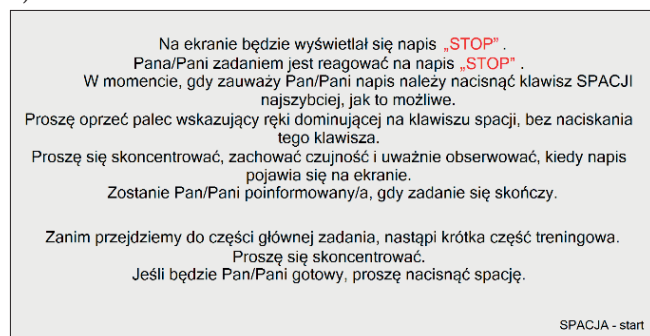 Na ekranie będzie wyświetlał się napis „STOP” .
Pana/Pani zadaniem jest reagować na napis „STOP” .
W momencie, gdy zauważy Pan/Pani napis należy nacisnąć klawisz SPACJI
najszybciej, jak to możliwe.
Proszę oprzeć palec wskazujący ręki dominującej na klawiszu spacji, bez naciskania
tego klawisza.
Proszę się skoncentrować, zachować czujność i uważnie obserwować, kiedy napis
pojawia się na ekranie.
Zostanie Pan/Pani poinformowany/a, gdy zadanie się skończy.
Zanim przejdziemy do części głównej zadania, nastąpi krótka część treningowa.
Proszę się skoncentrować.
Jeśli będzie Pan/Pani gotowy, proszę nacisnąć spację.
SPACJA - start